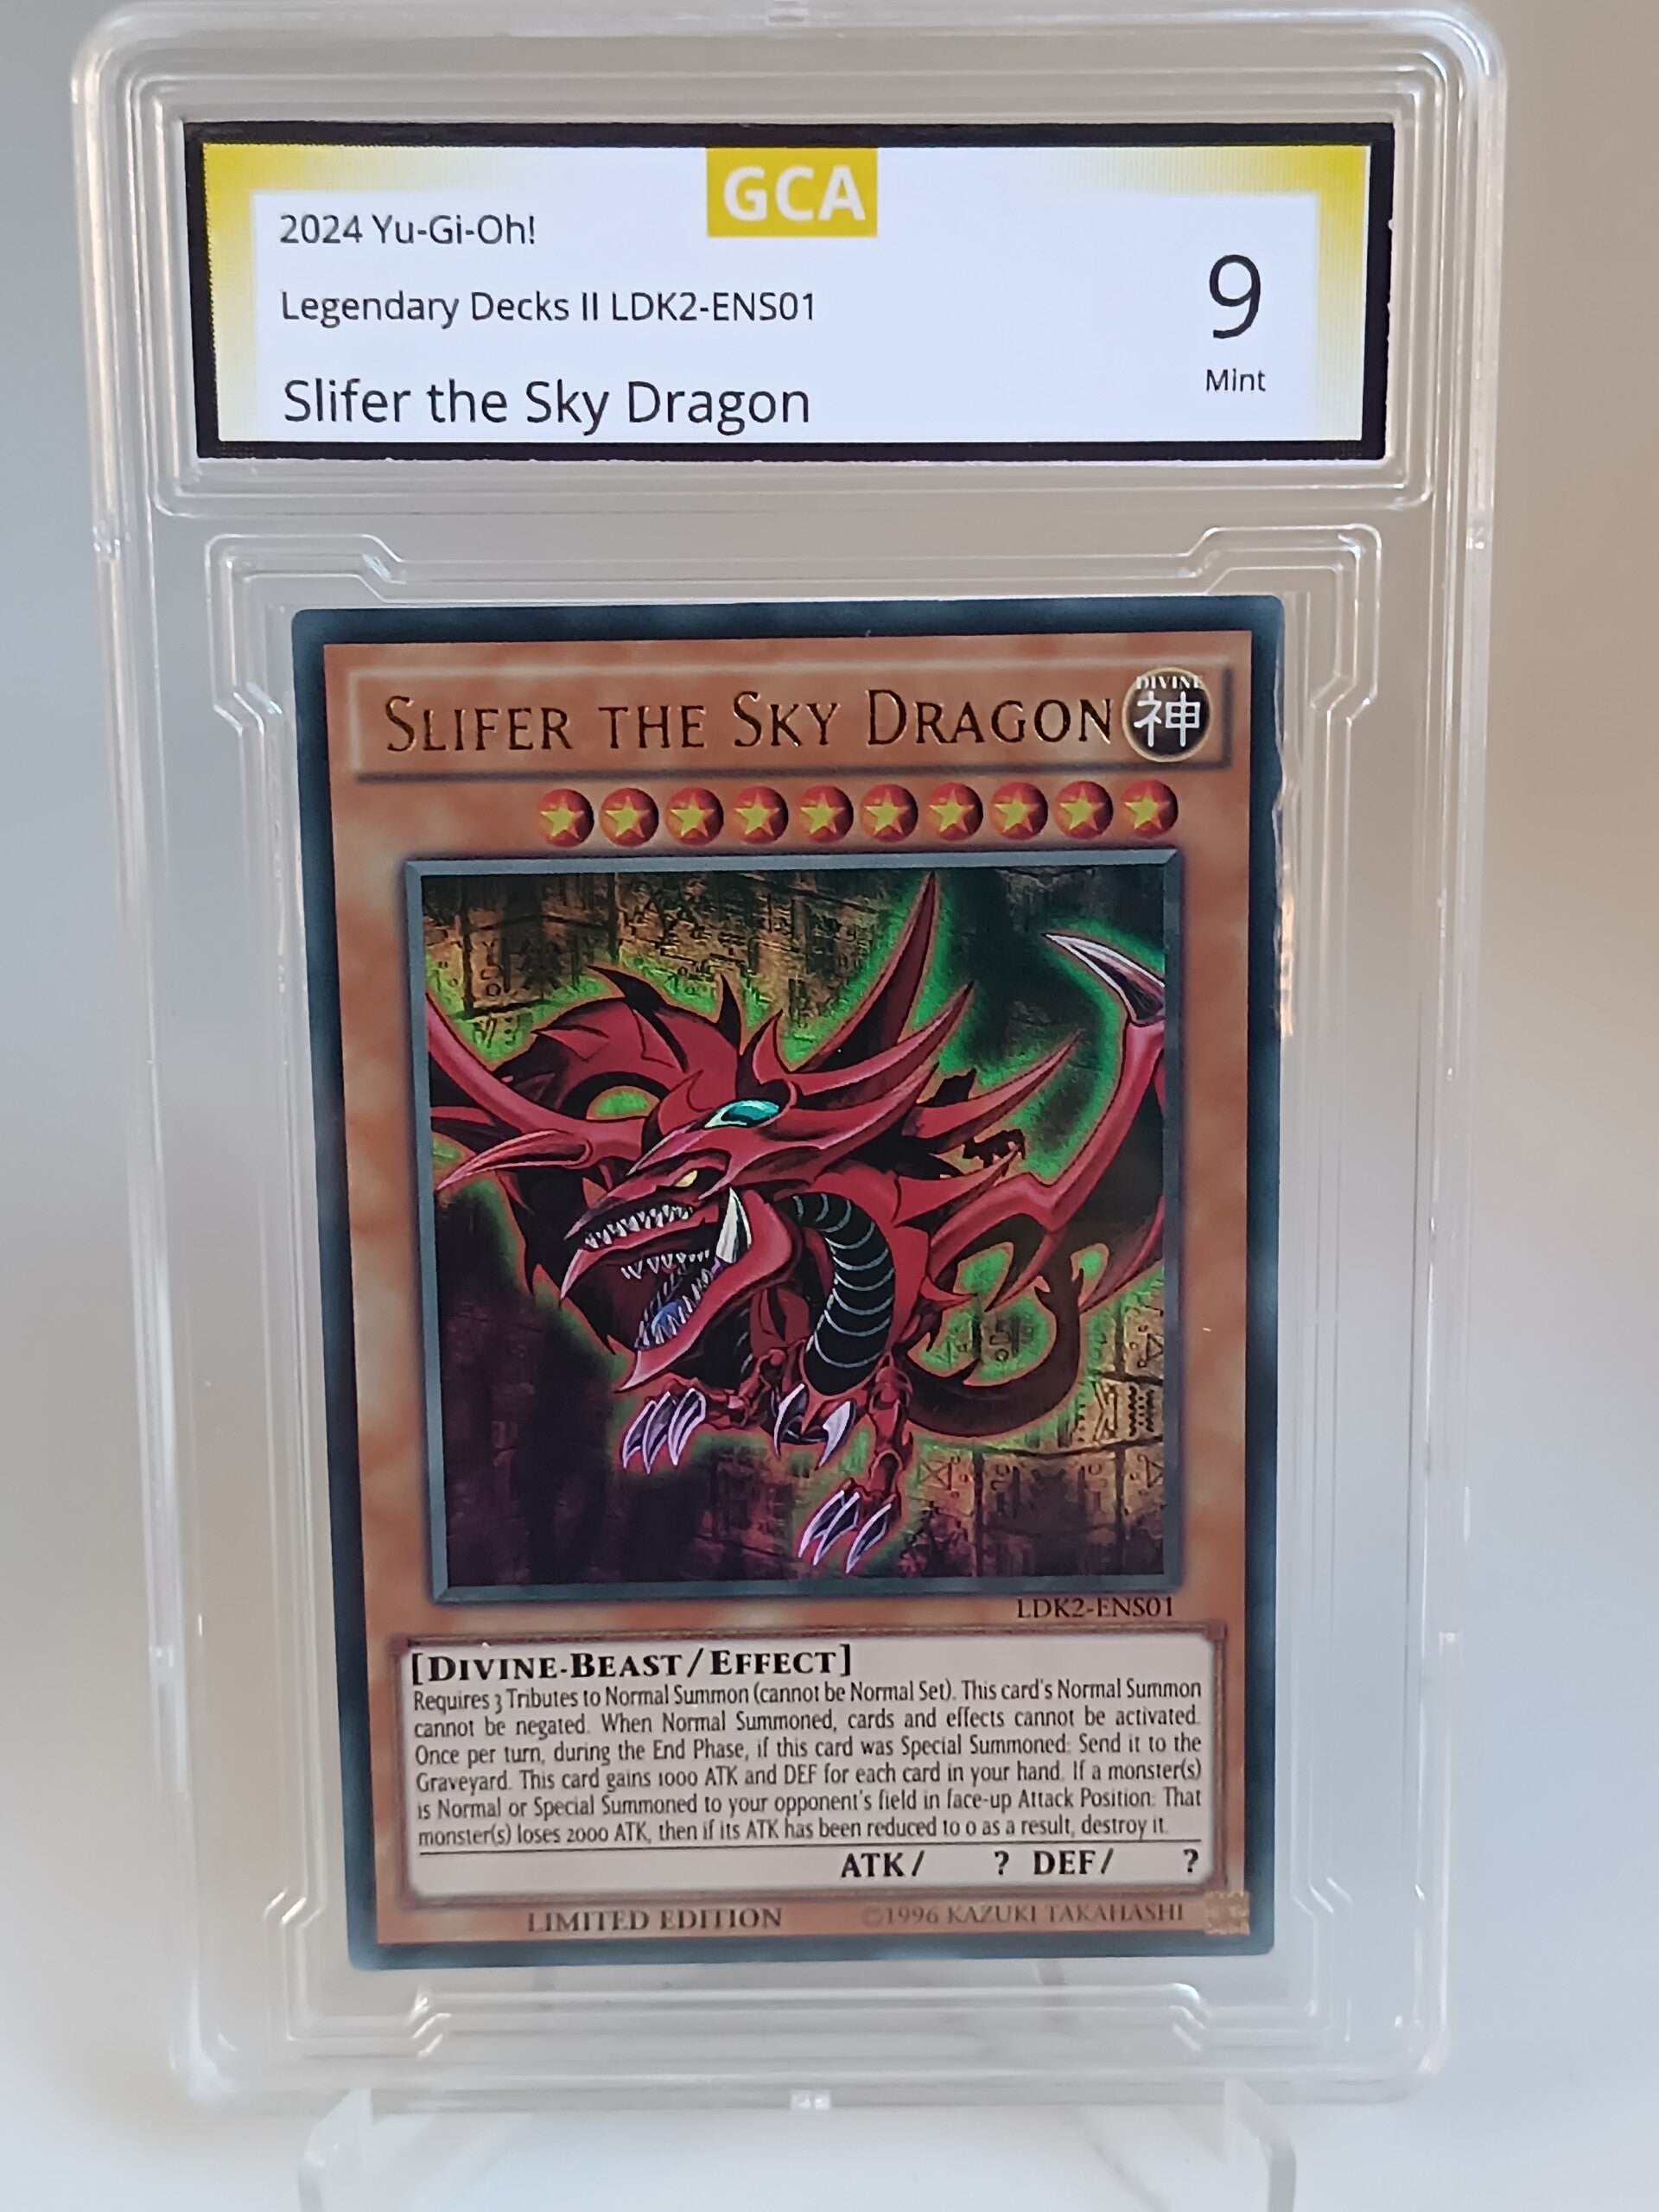 GCA
2024 Yu-Gi-Oh!
Legendary Decks II LDK2-ENS01
Slifer the Sky Dragon
9
Mint
SLIFER THE SKY DRAGON
DIVINE
神
LDK2-ENS01
[DIVINE-BEAST/EFFECT]
Requires 3 Tributes to Normal Summon (cannot be Normal Set). This card's Normal Summon
cannot be negated. When Normal Summoned, cards and effects cannot be activated.
Once per turn, during the End Phase, if this card was Special Summoned: Send it to the
Graveyard. This card gains 1000 ATK and DEF for each card in your hand. If a monster(s)
is Normal or Special Summoned to your opponent's field in face-up Attack Position: That
monster(s) loses 2000 ATK, then if its ATK has been reduced to 0 as a result, destroy it.
ATK/ ? DEF/ ?
LIMITED EDITION ©1996 KAZUKI TAKAHASHI